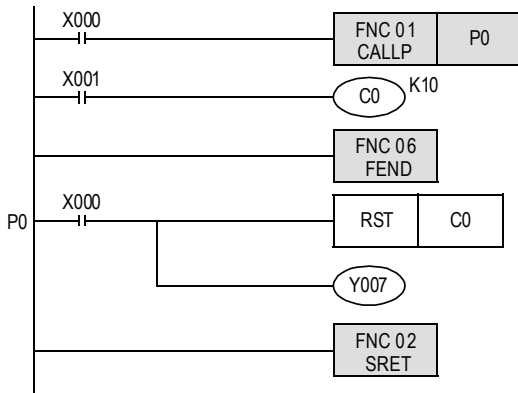 X000
FNC 01
CALLP
P0
X001
C0
K10
FNC 06
FEND
P0
X000
RST
C0
Y007
FNC 02
SRET